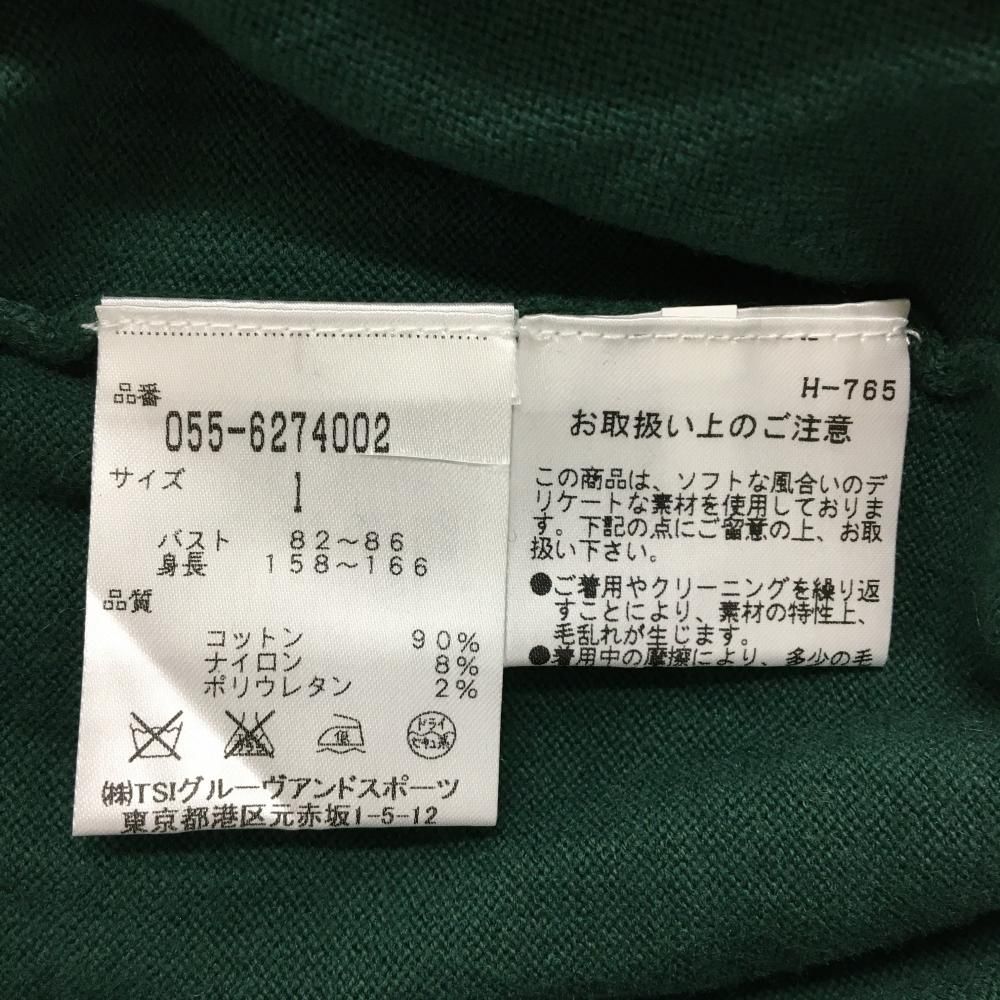 品番
055-6274002
サイズ
1
バスト 82～86
身長 158～166
品質
コットン 90%
ナイロン 8%
ポリウレタン 2%
低
ドライ
セキユ系
(株)TSIグルーヴアンドスポーツ
東京都港区元赤坂1-5-12
H-765
お取扱い上のご注意
この商品は、ソフトな風合いのデ
リケートな素材を使用しておりま
す。下記の点にご留意の上、お取
扱い下さい。
●ご着用やクリーニングを繰り返
すことにより、素材の特性上、
毛乱れが生じます。
●着用中の摩擦により、多少の毛